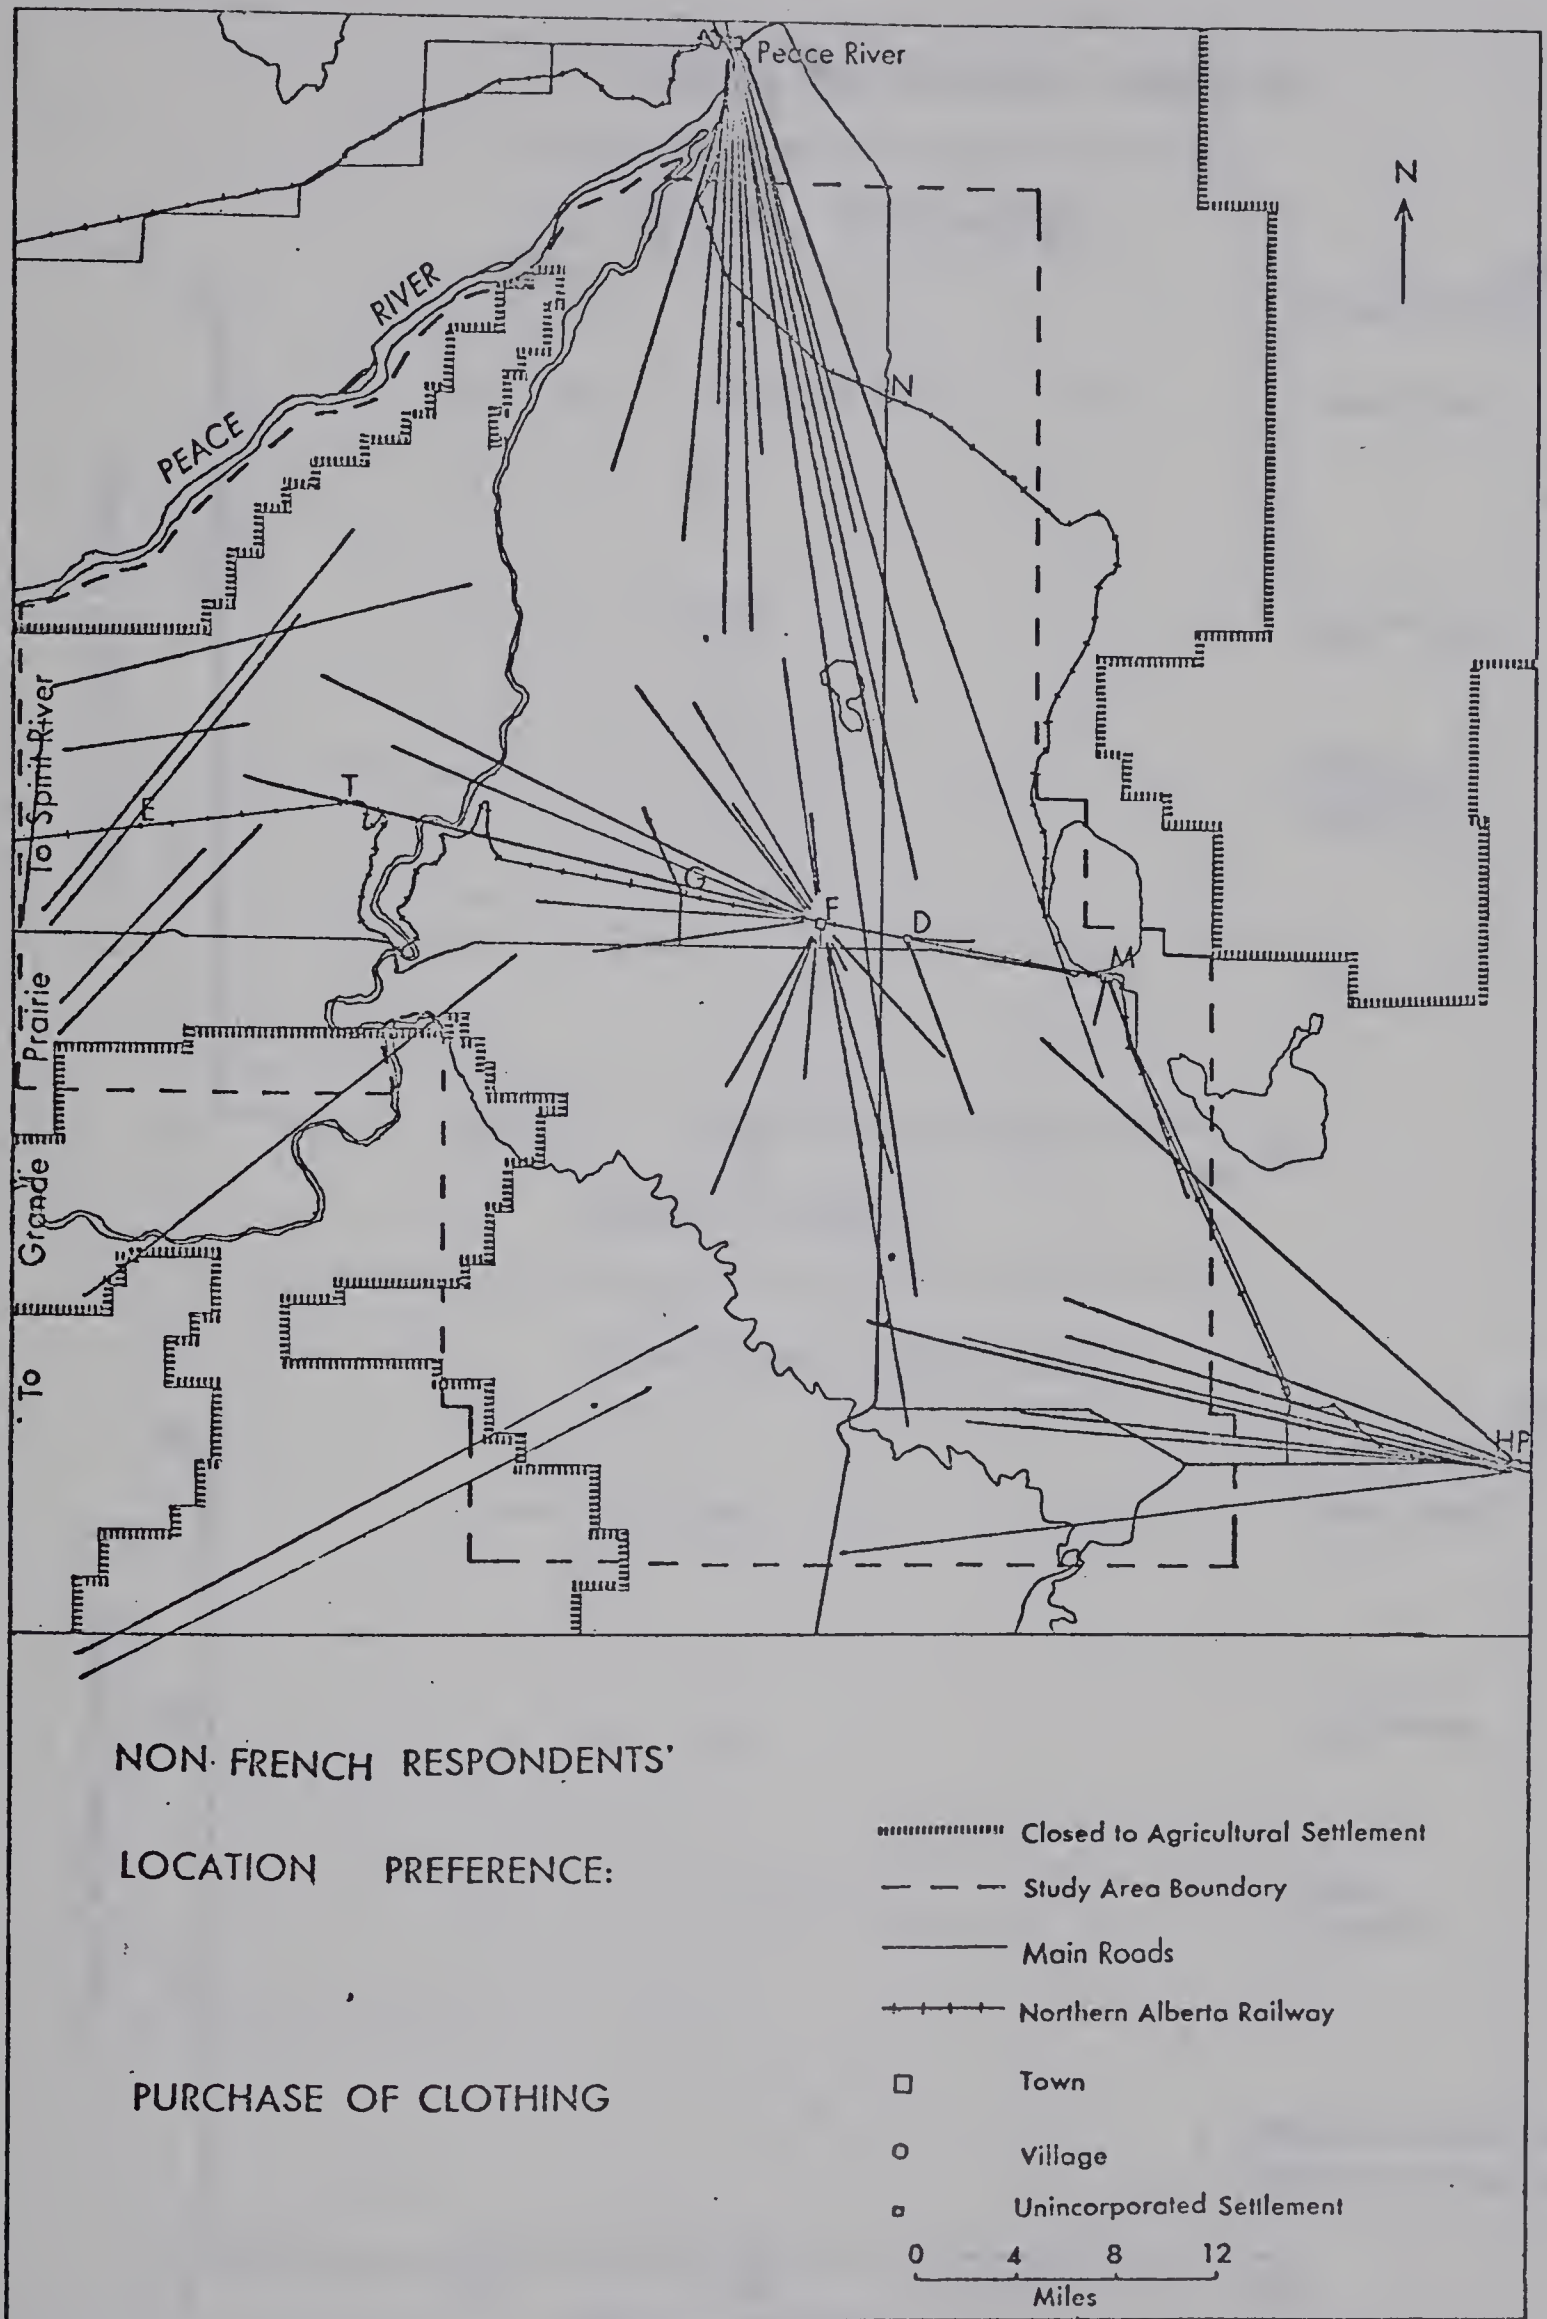 Peace River
N
PEACE RIVER
N
To Spirit River
T
E
G
F
D
M
To Grande Prairie
HP
NON-FRENCH RESPONDENTS'
LOCATION PREFERENCE:
PURCHASE OF CLOTHING
Closed to Agricultural Settlement
Study Area Boundary
Main Roads
Northern Alberta Railway
Town
Village
Unincorporated Settlement
0 4 8 12
Miles